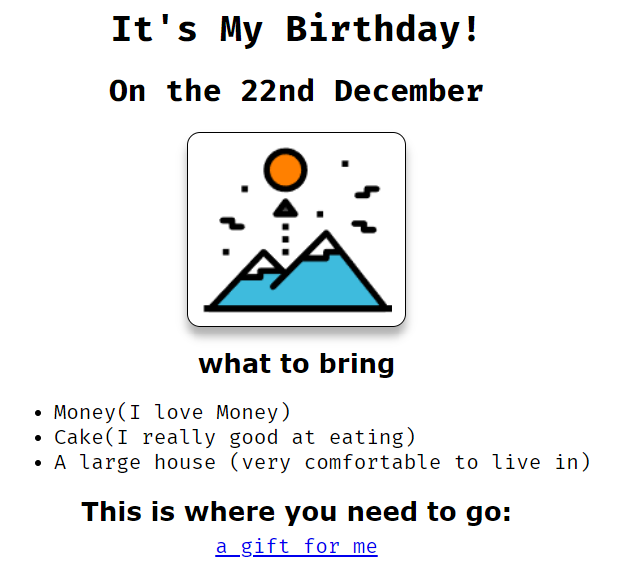 It's My Birthday!
On the 22nd December
what to bring
• Money(I love Money)
• Cake(I really good at eating)
• A large house (very comfortable to live in)
This is where you need to go:
a gift for me